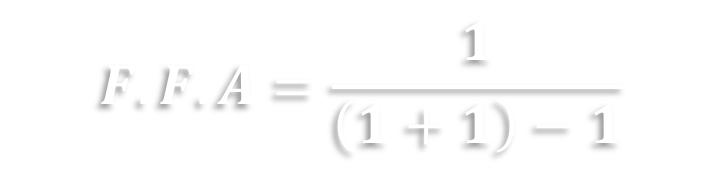 F.F.A = 1 / (1 + 1) − 1